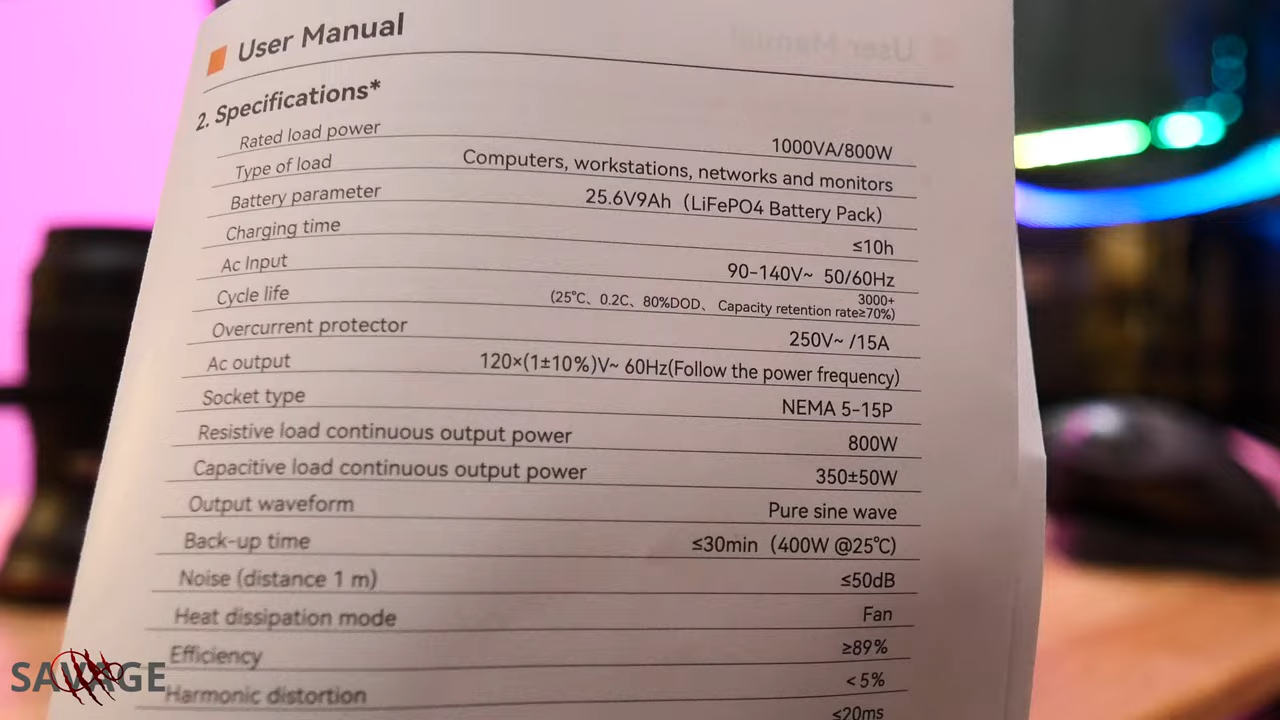 User Manual
2. Specifications*
Rated load power 1000VA/800W
Type of load Computers, workstations, networks and monitors
Battery parameter 25.6V9Ah（LiFePO4 Battery Pack）
Charging time ≤10h
Ac Input 90-140V~ 50/60Hz
Cycle life 3000+
(25℃、0.2C、80%DOD、 Capacity retention rate≥70%)
Overcurrent protector 250V~ /15A
Ac output 120×(1±10%)V~ 60Hz(Follow the power frequency)
Socket type NEMA 5-15P
Resistive load continuous output power 800W
Capacitive load continuous output power 350±50W
Output waveform Pure sine wave
Back-up time ≤30min（400W @25℃）
Noise (distance 1 m) ≤50dB
Heat dissipation mode Fan
Efficiency ≥89%
Harmonic distortion <5%
≤20ms
SAVAGE